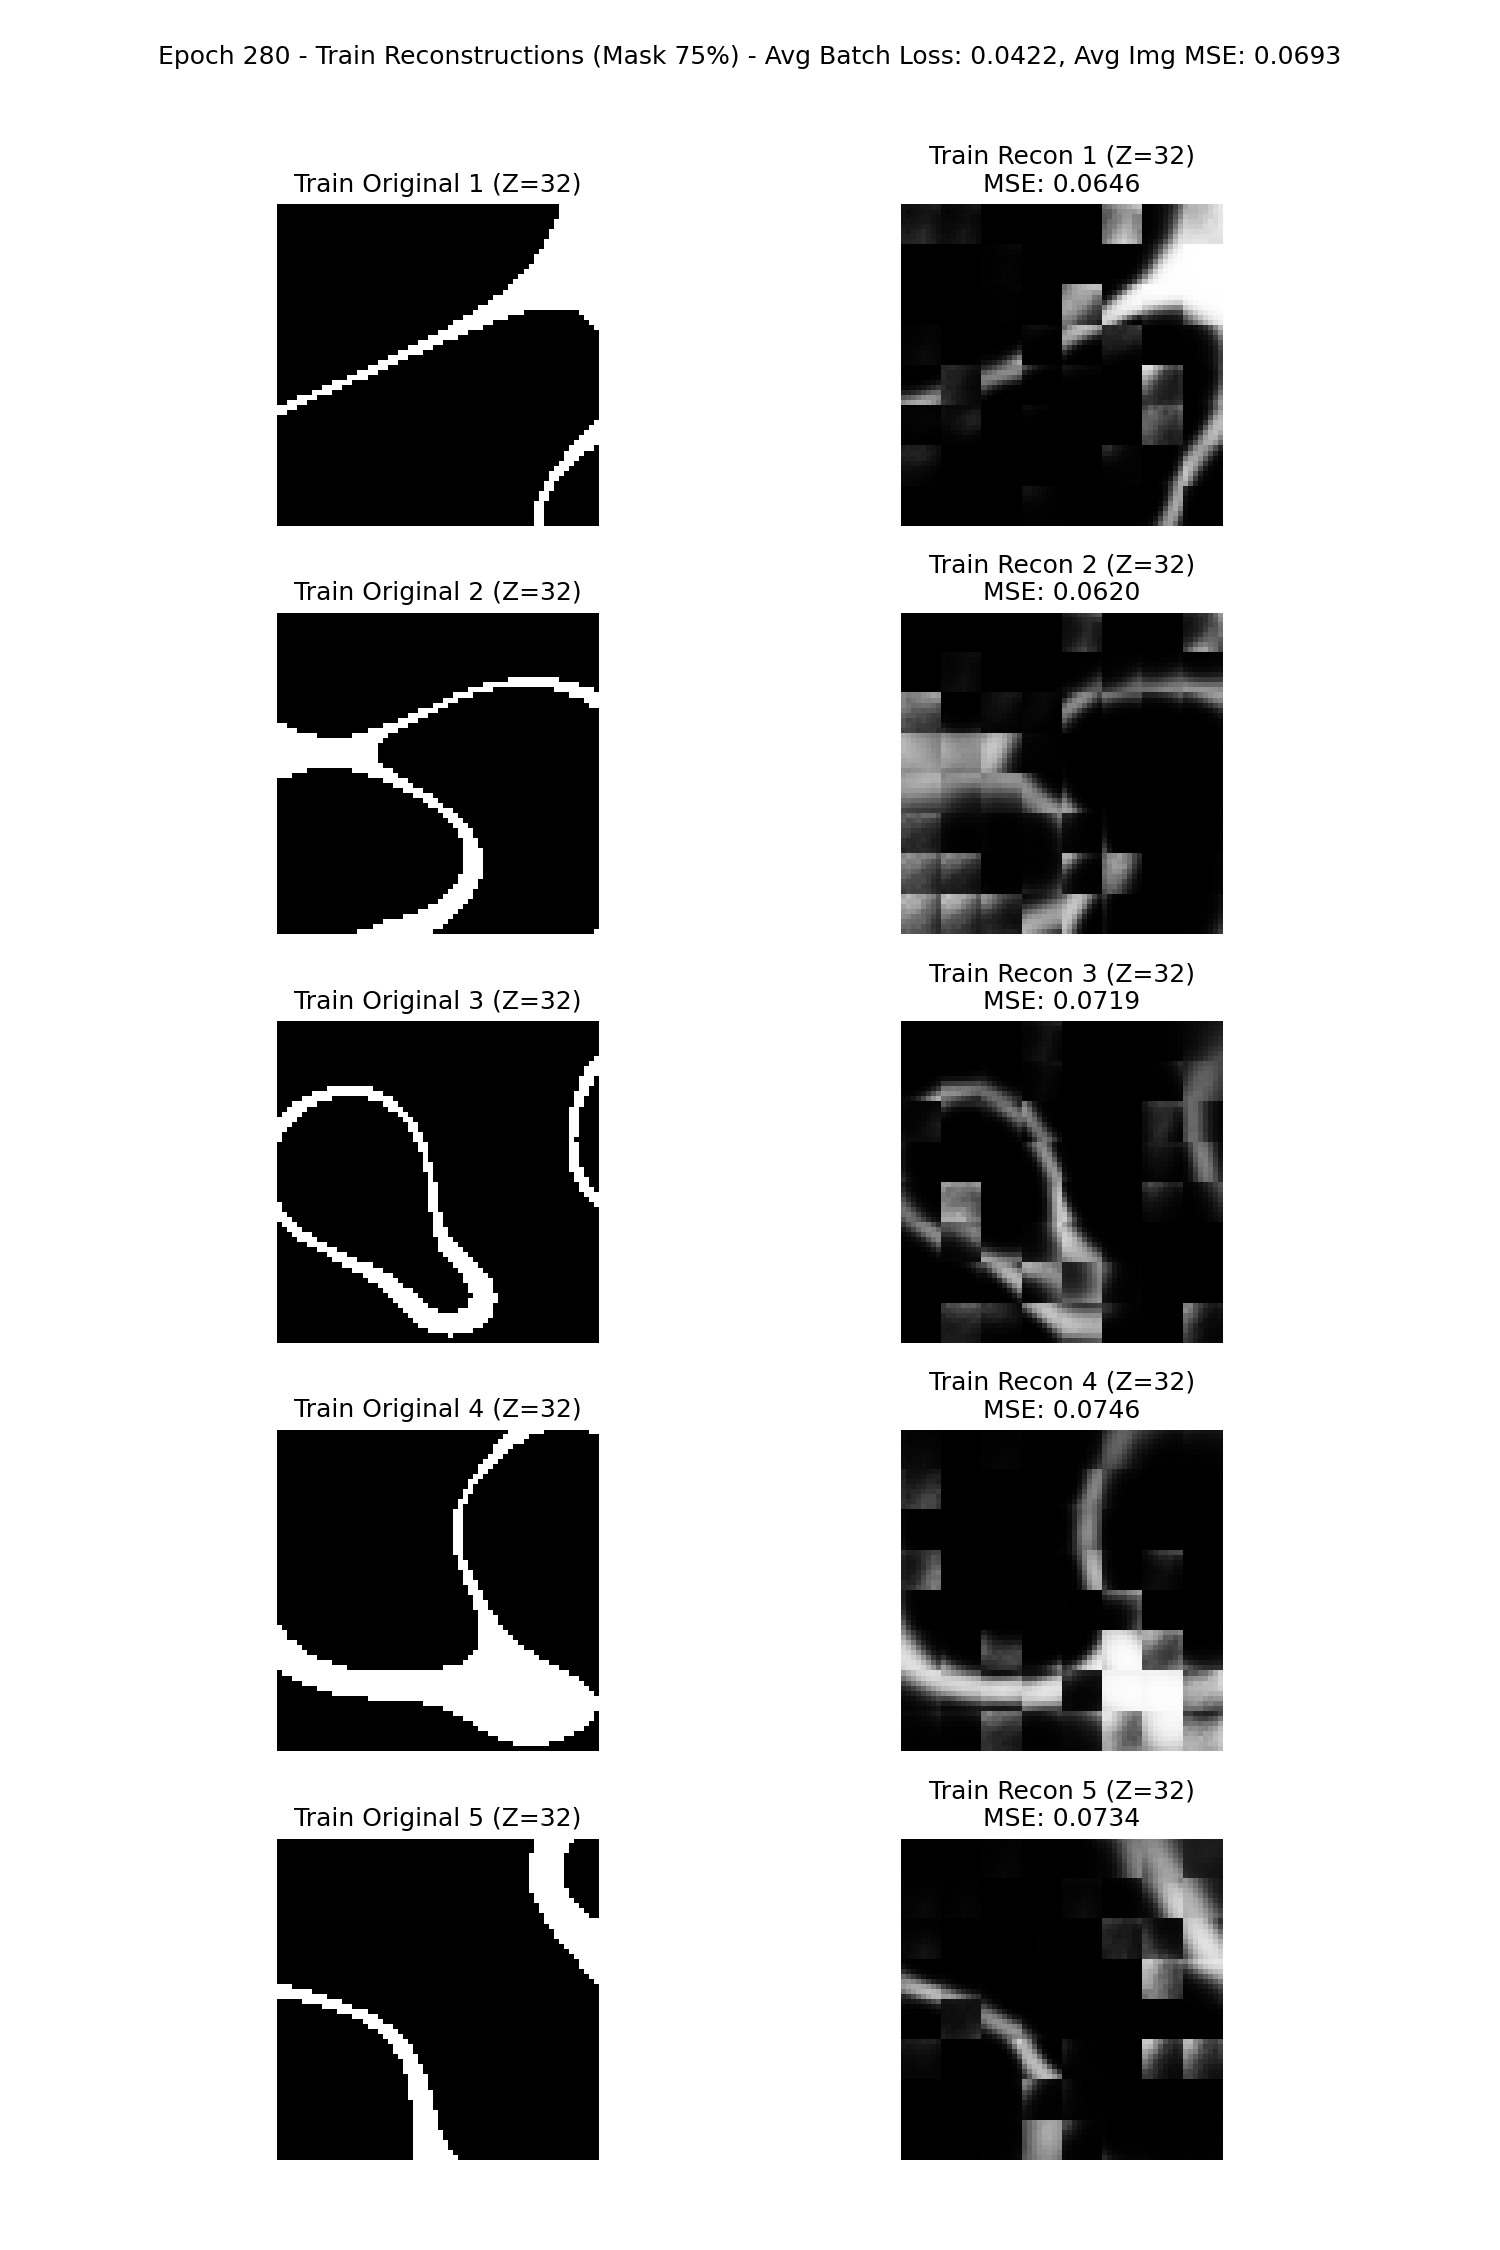 Epoch 280 - Train Reconstructions (Mask 75%) - Avg Batch Loss: 0.0422, Avg Img MSE: 0.0693
Train Original 1 (Z=32)
Train Recon 1 (Z=32)
MSE: 0.0646
Train Original 2 (Z=32)
Train Recon 2 (Z=32)
MSE: 0.0620
Train Original 3 (Z=32)
Train Recon 3 (Z=32)
MSE: 0.0719
Train Original 4 (Z=32)
Train Recon 4 (Z=32)
MSE: 0.0746
Train Original 5 (Z=32)
Train Recon 5 (Z=32)
MSE: 0.0734